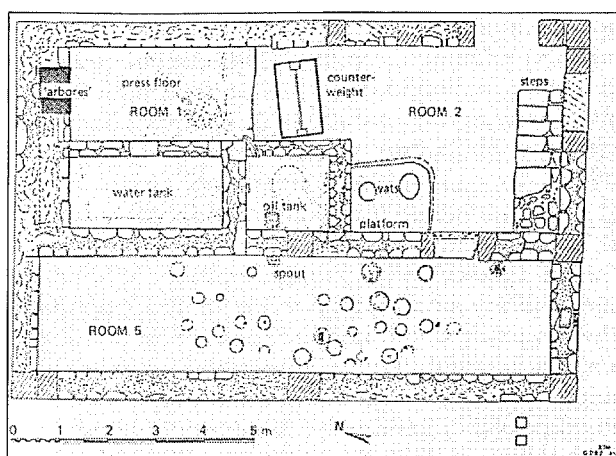 'arbores'
press floor
ROOM 1
counter-
weight
ROOM 2
steps
water tank
oil tank
vats
platform
spout
ROOM 5
0 1 2 3 4 5 m
N